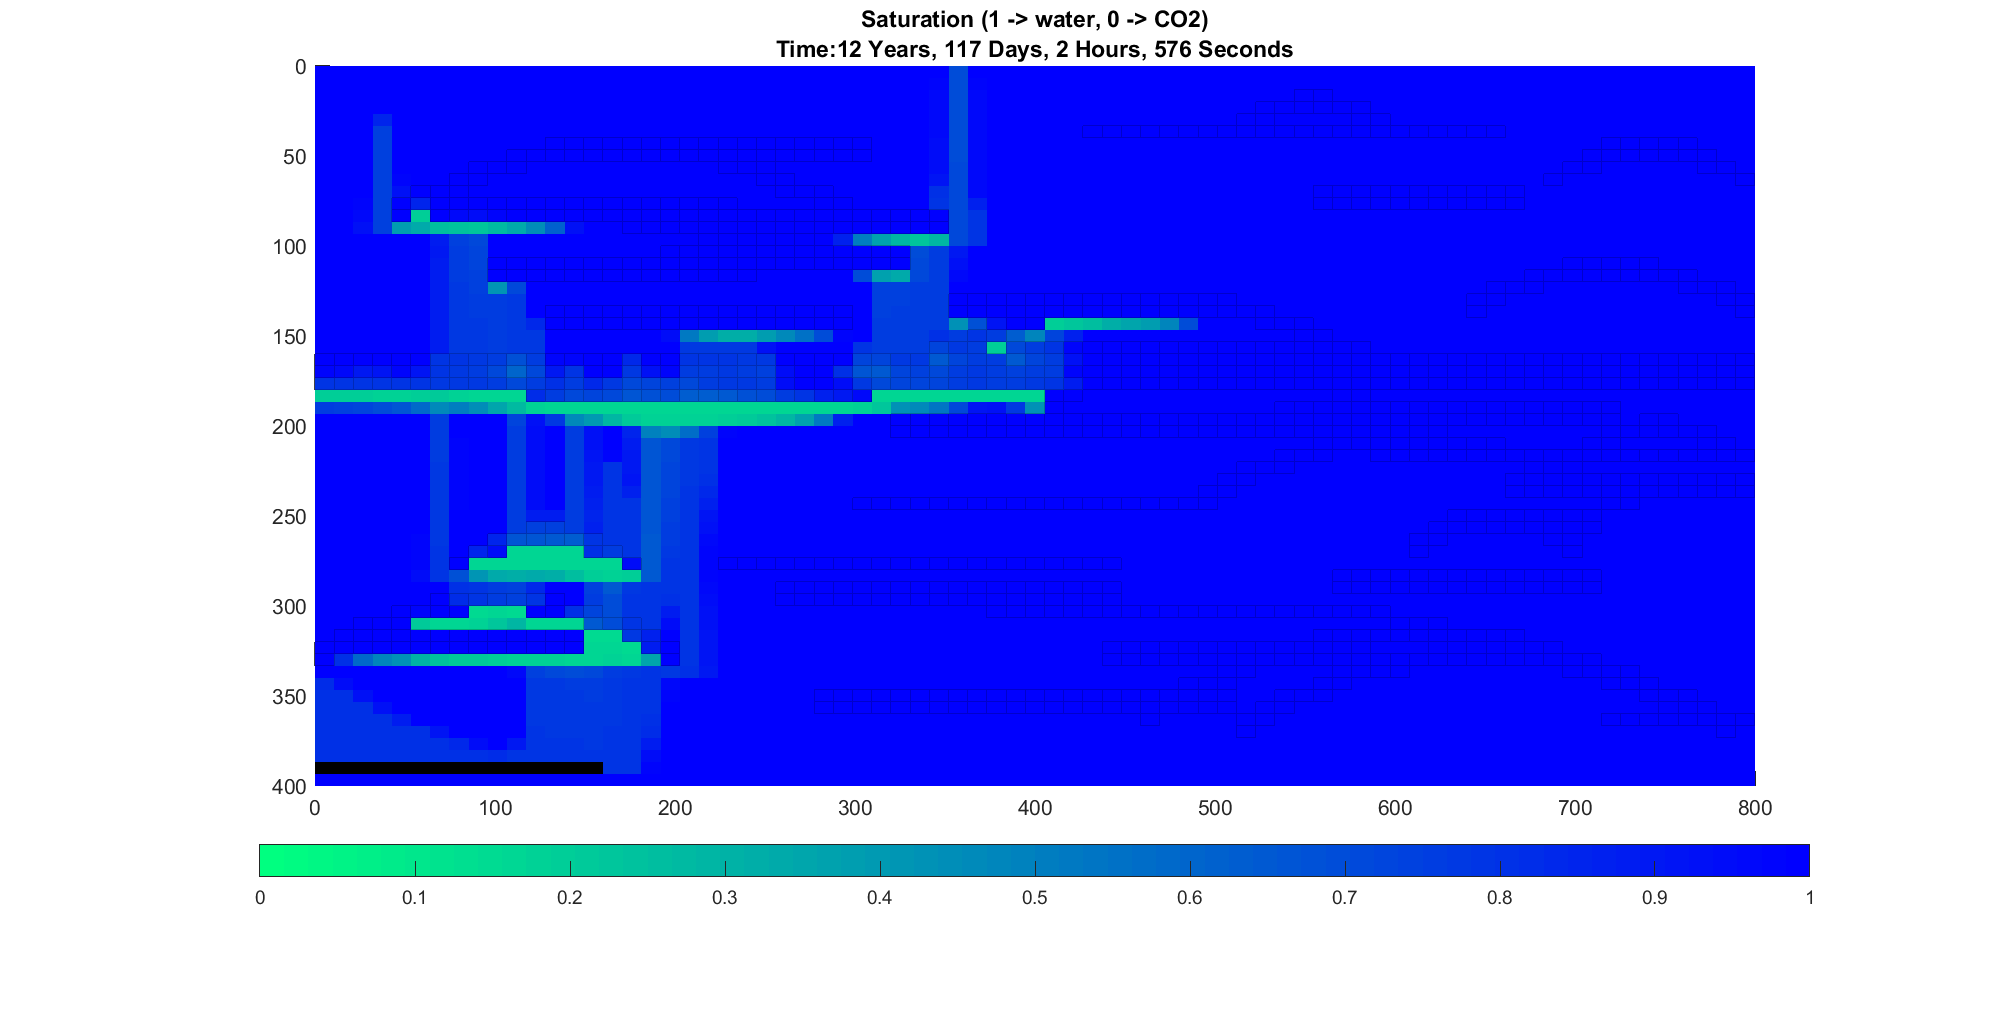 Saturation (1 -> water, 0 -> CO2)
Time:12 Years, 117 Days, 2 Hours, 576 Seconds
0
50
100
150
200
250
300
350
400
0 100 200 300 400 500 600 700 800
0 0.1 0.2 0.3 0.4 0.5 0.6 0.7 0.8 0.9 1